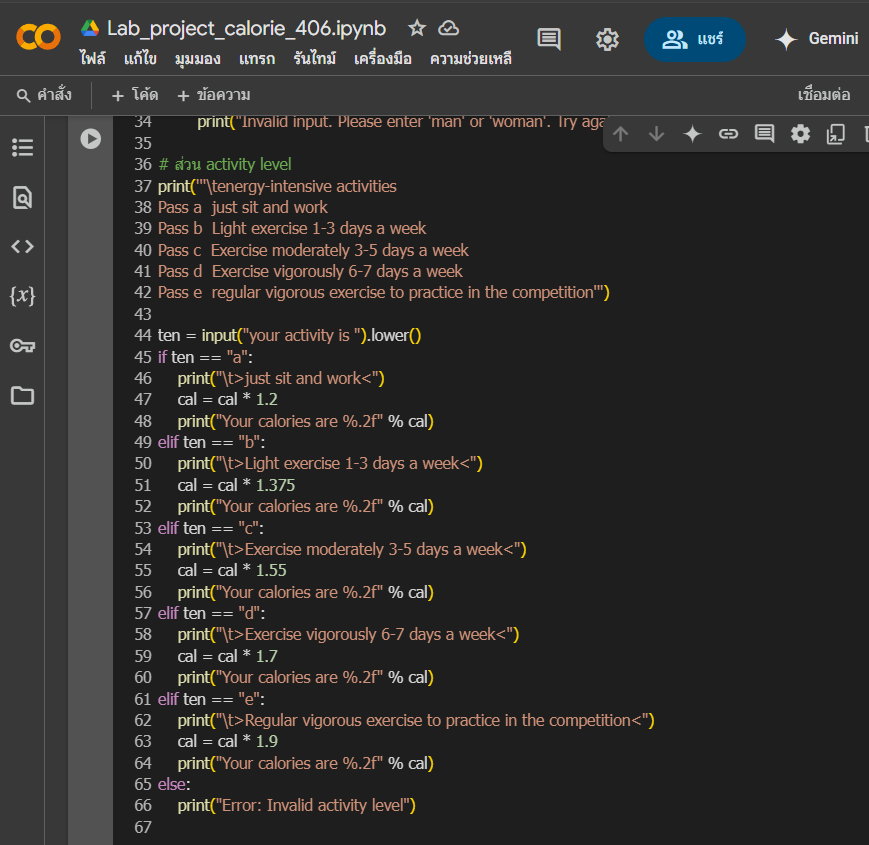 Lab_project_calorie_406.ipynb
แชร์
Gemini
ไฟล์ แก้ไข มุมมอง แทรก รันไทม์ เครื่องมือ ความช่วยเหลื
คำสั่ง + โค้ด + ข้อความ
เชื่อมต่อ
34 print("Invalid input. Please enter 'man' or 'woman'. Try aga
35
36 # ส่วน activity level
37 print('''\tenergy-intensive activities
38 Pass a  just sit and work
39 Pass b  Light exercise 1-3 days a week
40 Pass c  Exercise moderately 3-5 days a week
41 Pass d  Exercise vigorously 6-7 days a week
42 Pass e  regular vigorous exercise to practice in the competition''')
43
44 ten = input("your activity is ").lower()
45 if ten == "a":
46     print("\t>just sit and work<")
47     cal = cal * 1.2
48     print("Your calories are %.2f" % cal)
49 elif ten == "b":
50     print("\t>Light exercise 1-3 days a week<")
51     cal = cal * 1.375
52     print("Your calories are %.2f" % cal)
53 elif ten == "c":
54     print("\t>Exercise moderately 3-5 days a week<")
55     cal = cal * 1.55
56     print("Your calories are %.2f" % cal)
57 elif ten == "d":
58     print("\t>Exercise vigorously 6-7 days a week<")
59     cal = cal * 1.7
60     print("Your calories are %.2f" % cal)
61 elif ten == "e":
62     print("\t>Regular vigorous exercise to practice in the competition<")
63     cal = cal * 1.9
64     print("Your calories are %.2f" % cal)
65 else:
66     print("Error: Invalid activity level")
67